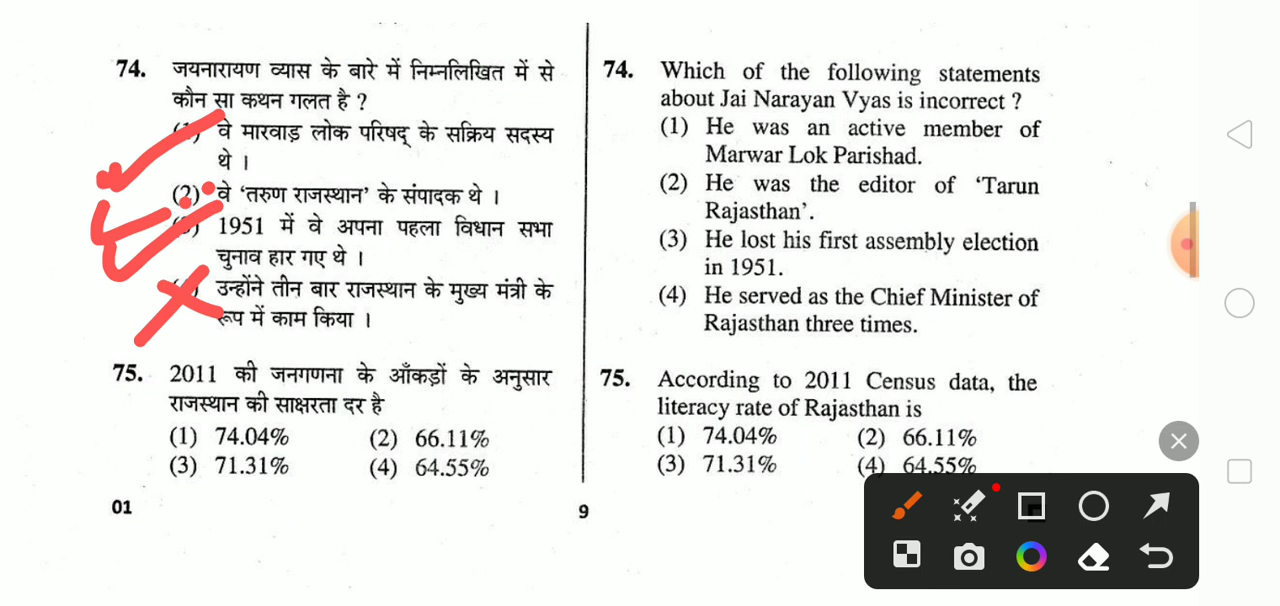 74. जयनारायण व्यास के बारे में निम्नलिखित में से
कौन सा कथन गलत है ?
(1) वे मारवाड़ लोक परिषद् के सक्रिय सदस्य
थे ।
(2) वे ‘तरुण राजस्थान’ के संपादक थे ।
1951 में वे अपना पहला विधान सभा
चुनाव हार गए थे ।
उन्होंने तीन बार राजस्थान के मुख्य मंत्री के
रूप में काम किया ।
75. 2011 की जनगणना के आँकड़ों के अनुसार
राजस्थान की साक्षरता दर है
(1) 74.04% (2) 66.11%
(3) 71.31% (4) 64.55%
01
74. Which of the following statements
about Jai Narayan Vyas is incorrect ?
(1) He was an active member of
Marwar Lok Parishad.
(2) He was the editor of ‘Tarun
Rajasthan’.
(3) He lost his first assembly election
in 1951.
(4) He served as the Chief Minister of
Rajasthan three times.
75. According to 2011 Census data, the
literacy rate of Rajasthan is
(1) 74.04% (2) 66.11%
(3) 71.31% (4) 64.55%
9